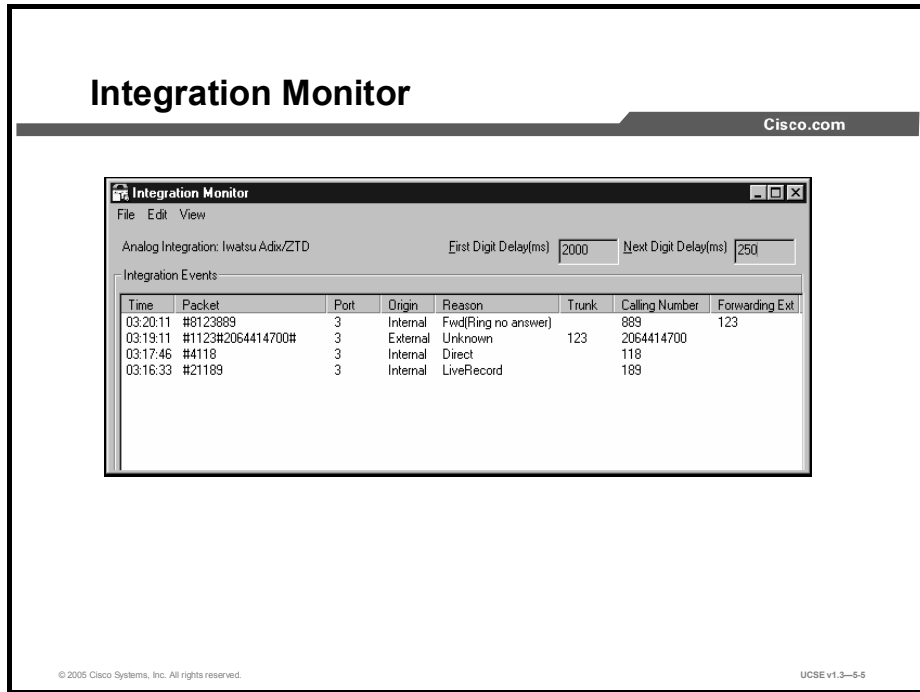 Integration Monitor
Cisco.com
Integration Monitor
File Edit View
Analog Integration: Iwatsu Adix/ZTD First Digit Delay(ms) 2000 Next Digit Delay(ms) 250
Integration Events
Time Packet Port Origin Reason Trunk Calling Number Forwarding Ext
03:20:11 #8123889 3 Internal Fwd(Ring no answer) 889 123
03:19:11 #1123#2064414700# 3 External Unknown 123 2064414700
03:17:46 #4118 3 Internal Direct 118
03:16:33 #21189 3 Internal LiveRecord 189
© 2005 Cisco Systems, Inc. All rights reserved. UCSE v1.3—5-5